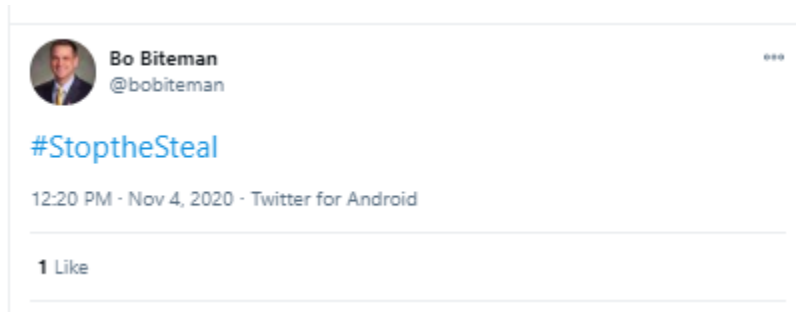 Bo Biteman
@bobiteman
#StoptheSteal
12:20 PM · Nov 4, 2020 · Twitter for Android
1 Like